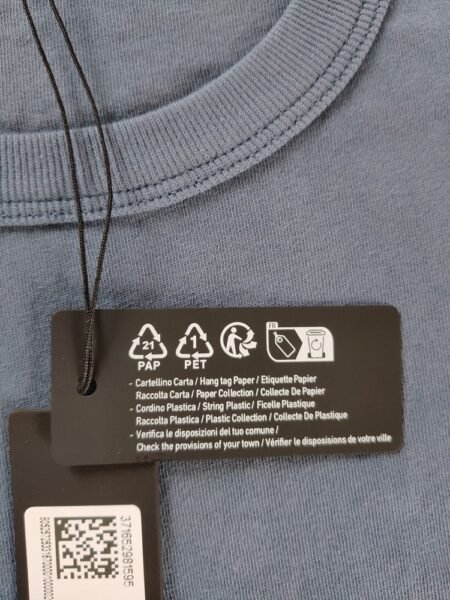 21
PAP
1
PET
FR
- Cartellino Carta / Hang tag Paper / Etiquette Papier
Raccolta Carta / Paper Collection / Collecte De Papier
- Cordino Plastica / String Plastic / Ficelle Plastique
Raccolta Plastica / Plastic Collection / Collecte De Plastique
- Verifica le disposizioni del tuo comune /
Check the provisions of your town / Vérifier le disposizioni de votre ville
371652981595